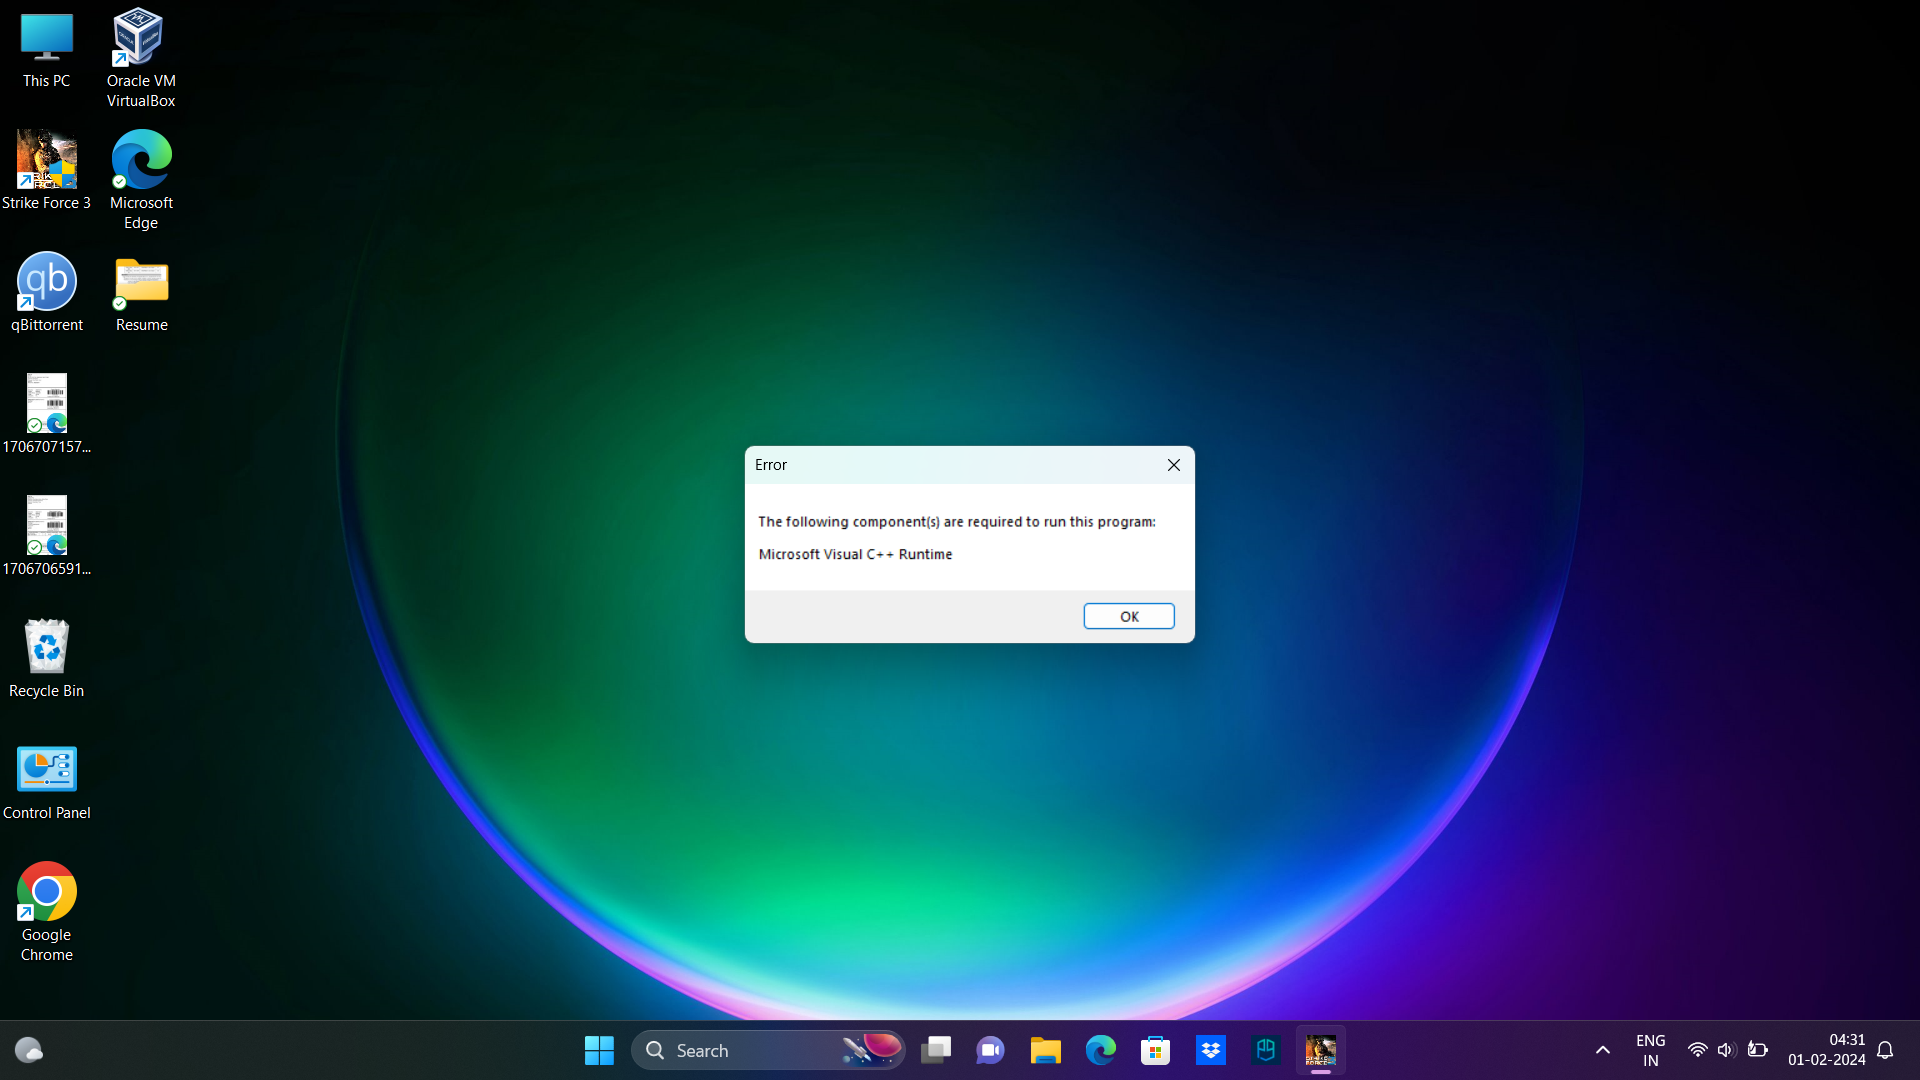 This PC
Oracle VM
VirtualBox
Strike Force 3
Microsoft
Edge
qb
qBittorrent
Resume
1706707157...
1706706591...
Recycle Bin
Control Panel
Google
Chrome
Error
The following component(s) are required to run this program:
Microsoft Visual C++ Runtime
OK
Search
ENG
IN
04:31
01-02-2024